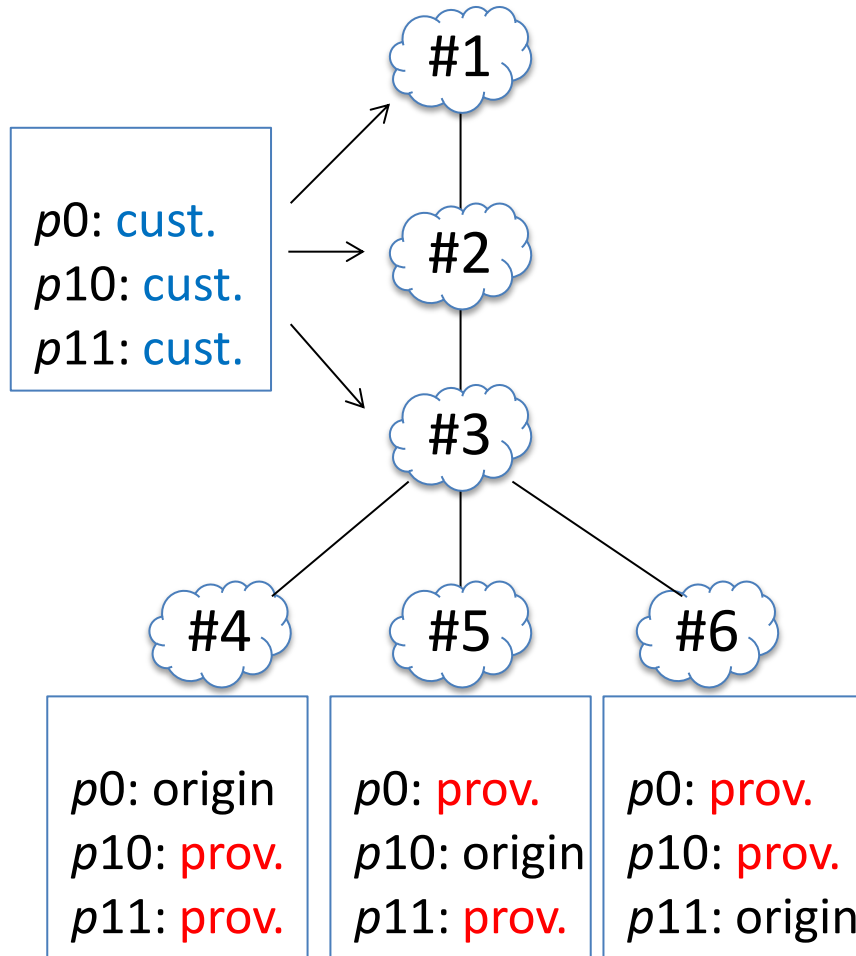 #1
p0: cust.
p10: cust.
p11: cust.
#2
#3
#4
#5
#6
p0: origin
p10: prov.
p11: prov.
p0: prov.
p10: origin
p11: prov.
p0: prov.
p10: prov.
p11: origin